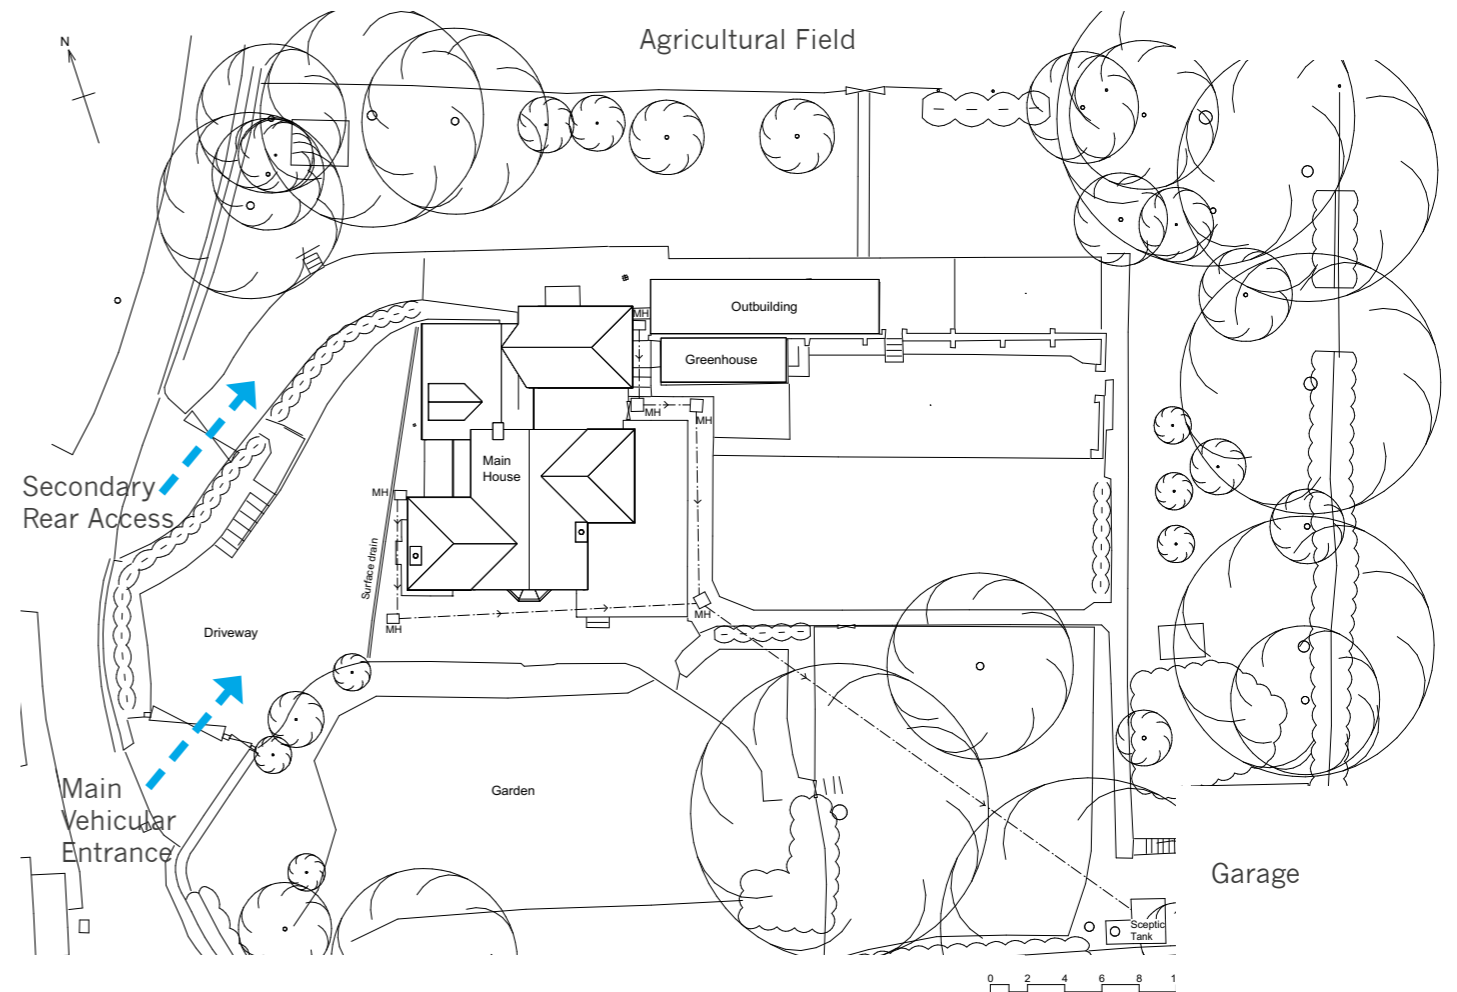 N
Agricultural Field
Outbuilding
MH
Greenhouse
MH
MH
Main
House
Secondary
Rear Access
MH
Surface drain
MH
MH
Driveway
Main
Vehicular
Entrance
Garden
Garage
Sceptic
Tank
0 2 4 6 8 1